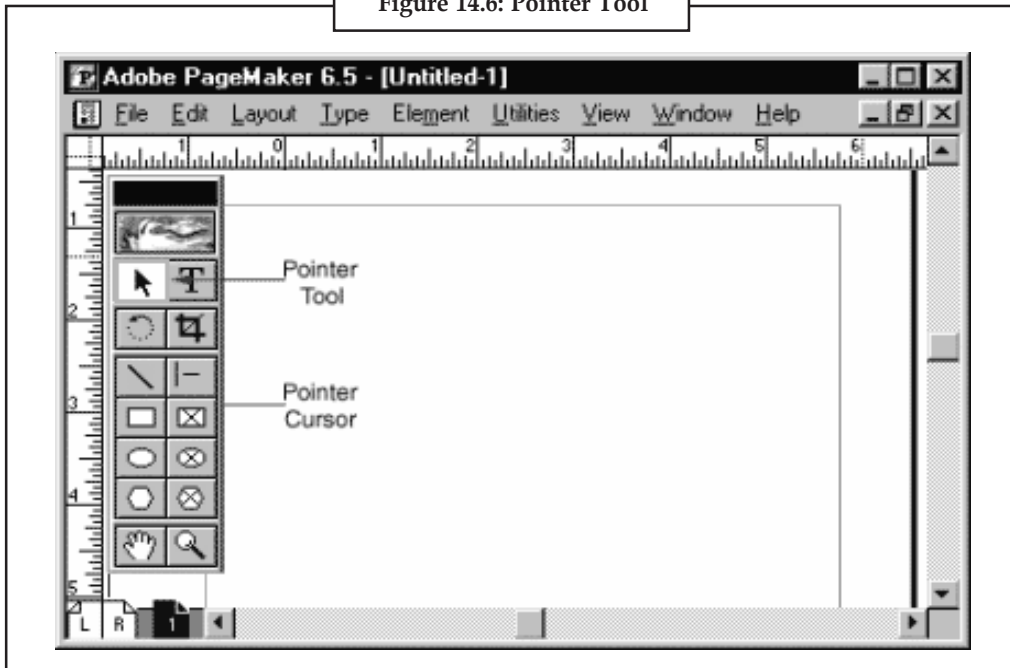 Figure 14.6: Pointer Tool
Adobe PageMaker 6.5 - [Untitled-1]
File Edit Layout Type Element Utilities View Window Help
1 0 1 2 3 4 5 6
1
T
Pointer
Tool
2
Pointer
3
Cursor
4
5
L R 1